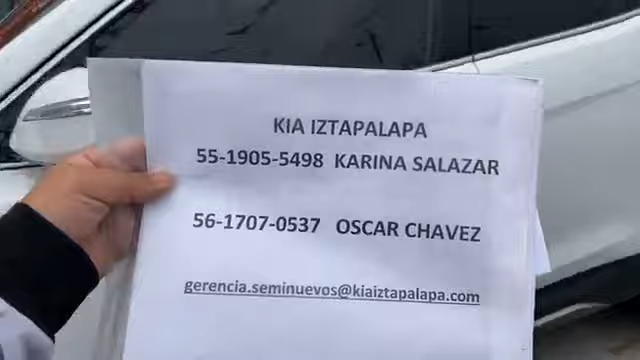 KIA IZTAPALAPA
55-1905-5498 KARINA SALAZAR
56-1707-0537 OSCAR CHAVEZ
gerencia.seminuevos@kiaiztapalapa.com